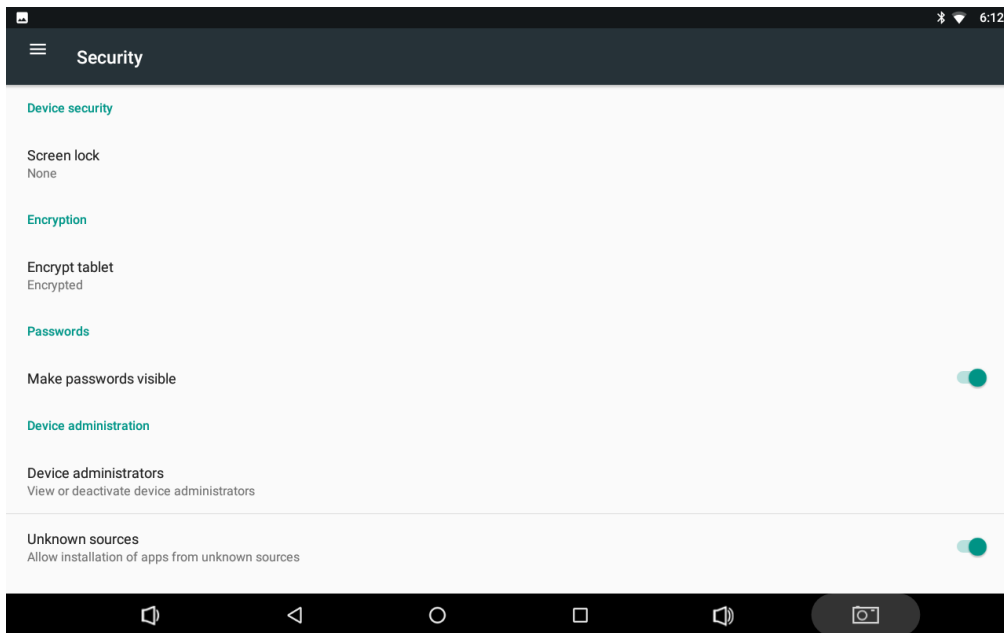 6:12
Security
Device security
Screen lock
None
Encryption
Encrypt tablet
Encrypted
Passwords
Make passwords visible
Device administration
Device administrators
View or deactivate device administrators
Unknown sources
Allow installation of apps from unknown sources